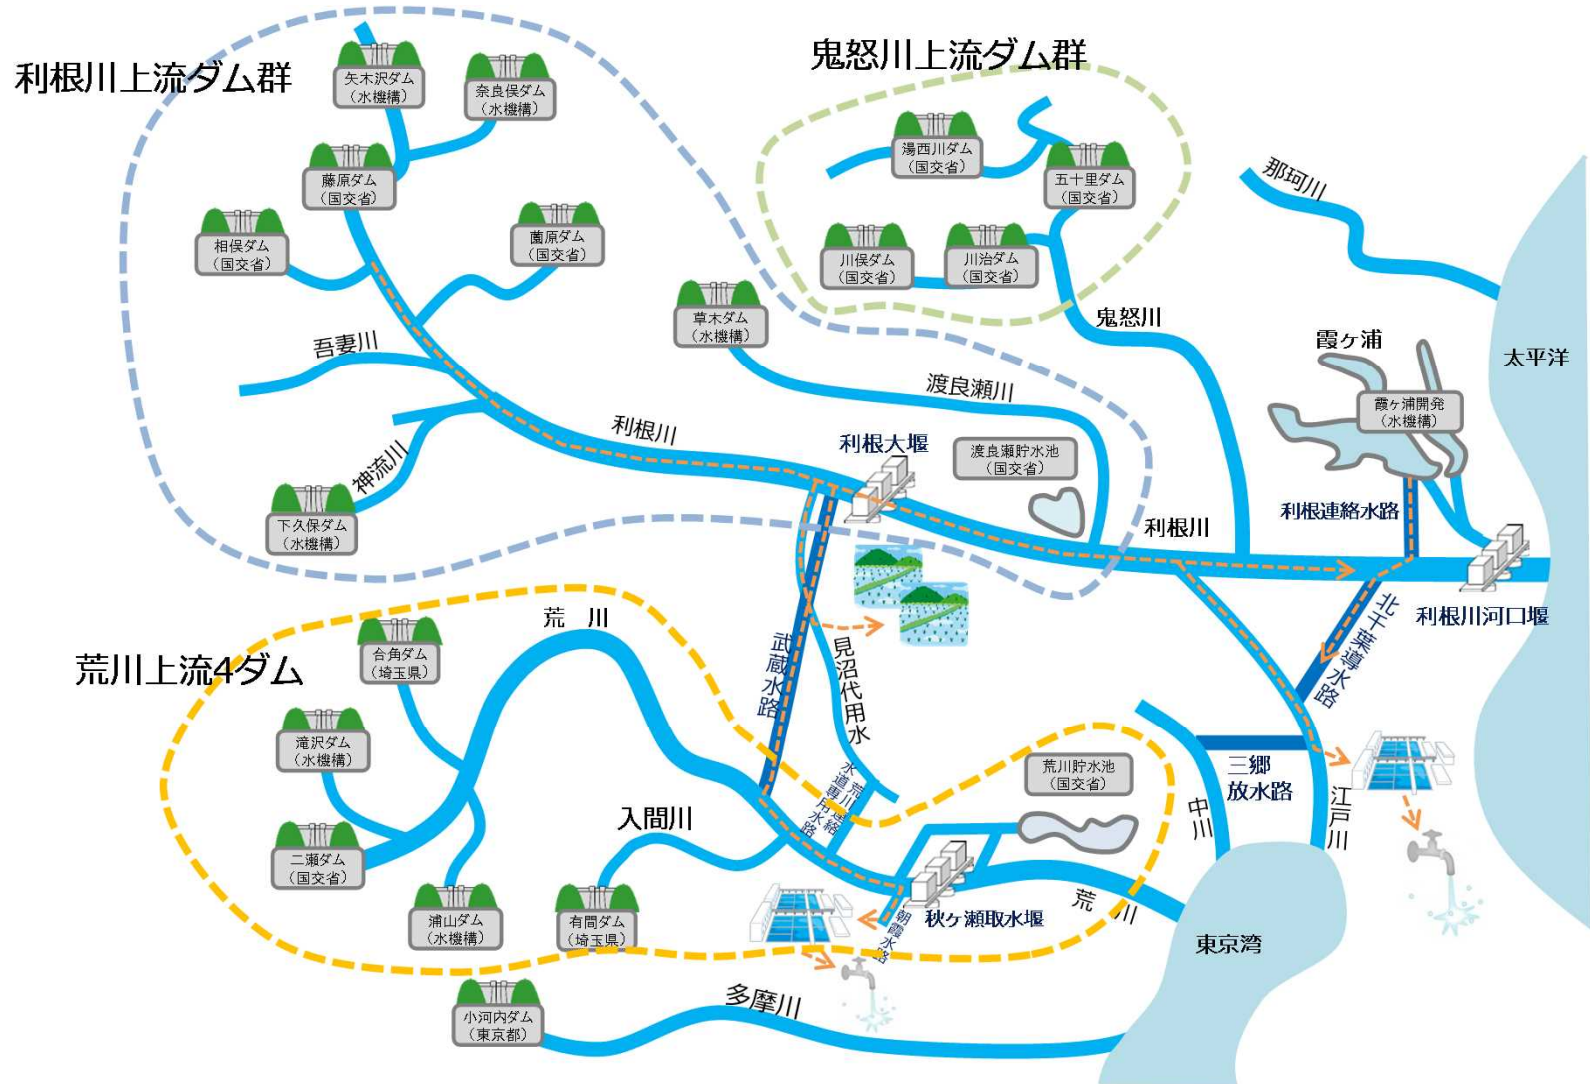 利根川上流ダム群
矢木沢ダム
(水機構)
奈良俣ダム
(水機構)
藤原ダム
(国交省)
相俣ダム
(国交省)
薗原ダム
(国交省)
吾妻川
神流川
下久保ダム
(水機構)
利根川
草木ダム
(水機構)
渡良瀬川
利根大堰
渡良瀬貯水池
(国交省)
鬼怒川上流ダム群
湯西川ダム
(国交省)
五十里ダム
(国交省)
川俣ダム
(国交省)
川治ダム
(国交省)
鬼怒川
那珂川
霞ヶ浦
霞ヶ浦開発
(水機構)
太平洋
利根連絡水路
利根川
利根川河口堰
北千葉導水路
荒川上流4ダム
合角ダム
(埼玉県)
荒 川
滝沢ダム
(水機構)
二瀬ダム
(国交省)
浦山ダム
(水機構)
有間ダム
(埼玉県)
入間川
武蔵水路
見沼代用水
荒川連絡
水道専用水路
荒川貯水池
(国交省)
秋ヶ瀬取水堰
朝霞水路
荒 川
三郷
放水路
中川
江戸川
東京湾
小河内ダム
(東京都)
多摩川